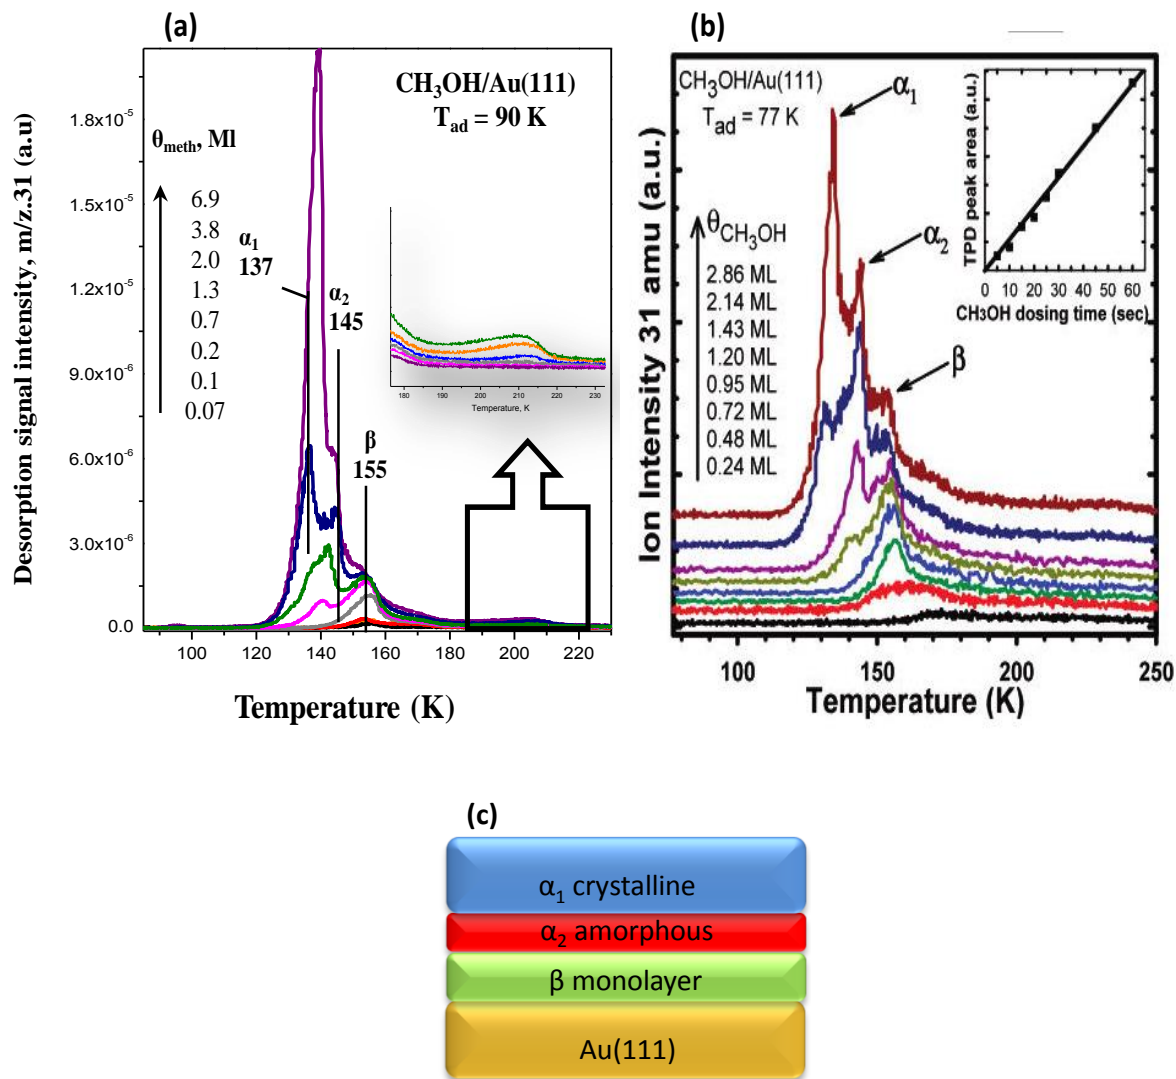 (a)
CH₃OH/Au(111)
T_ad = 90 K
θ_meth, Ml
6.9
3.8
2.0
1.3
0.7
0.2
0.1
0.07
α₁
137
α₂
145
β
155
Desorption signal intensity, m/z.31 (a.u)
1.8x10⁻⁵
1.5x10⁻⁵
1.2x10⁻⁵
9.0x10⁻⁶
6.0x10⁻⁶
3.0x10⁻⁶
0.0
100 120 140 160 180 200 220
Temperature (K)
180 190 200 210 220 230
Temperature, K
(b)
CH₃OH/Au(111)
T_ad = 77 K
θ_CH₃OH
2.86 ML
2.14 ML
1.43 ML
1.20 ML
0.95 ML
0.72 ML
0.48 ML
0.24 ML
α₁
α₂
β
Ion Intensity 31 amu (a.u.)
100 150 200 250
Temperature (K)
TPD peak area (a.u.)
0 10 20 30 40 50 60
CH3OH dosing time (sec)
(c)
α₁ crystalline
α₂ amorphous
β monolayer
Au(111)